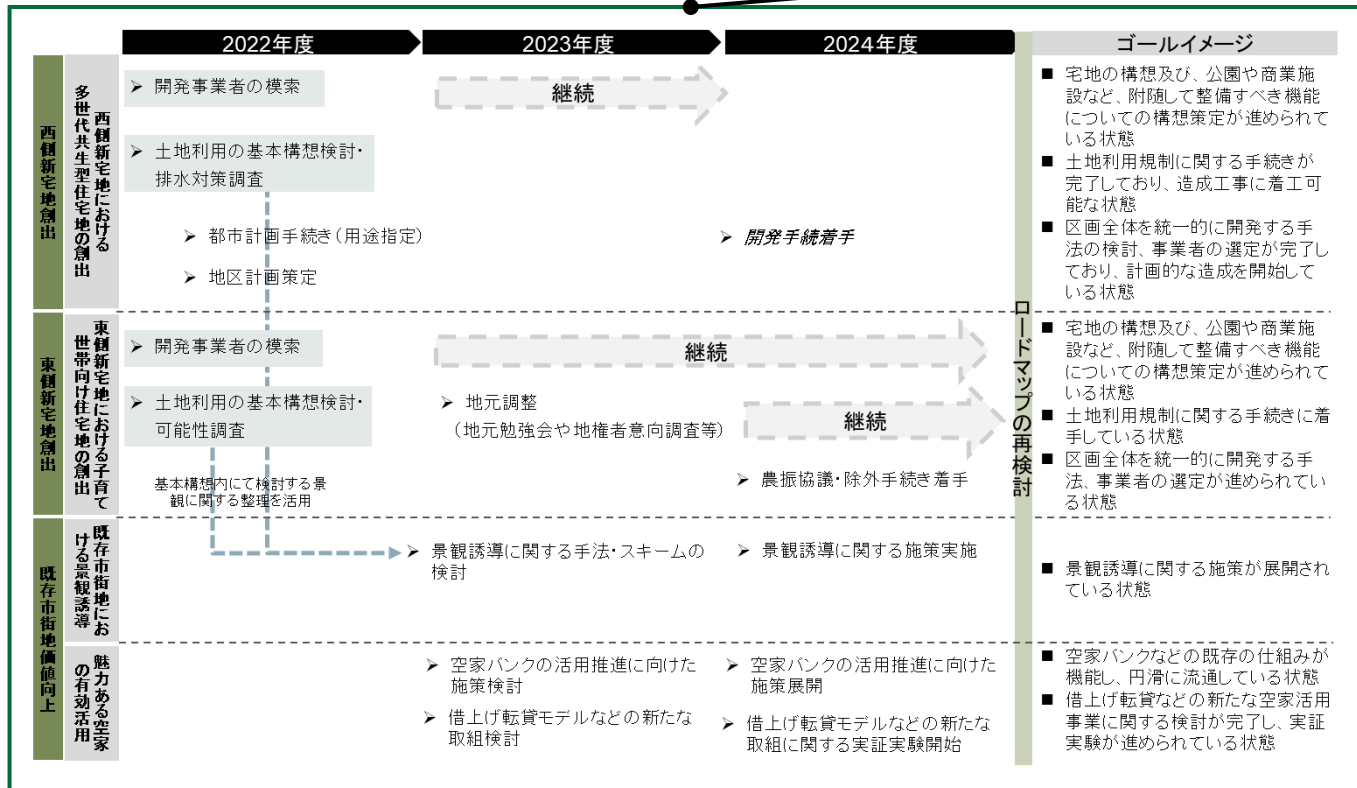 2022年度
2023年度
2024年度
ゴールイメージ
西側新宅地創出
西側新宅地における
多世代共生型住宅地の創出
➢ 開発事業者の模索
継続
➢ 土地利用の基本構想検討・
排水対策調査
➢ 都市計画手続き(用途指定)
➢ 地区計画策定
➢ 開発手続着手
■ 宅地の構想及び、公園や商業施
設など、附随して整備すべき機能
についての構想策定が進められて
いる状態
■ 土地利用規制に関する手続きが
完了しており、造成工事に着工可
能な状態
■ 区画全体を統一的に開発する手
法の検討、事業者の選定が完了し
ており、計画的な造成を開始して
いる状態
東側新宅地創出
東側新宅地における子育て
世帯向け住宅地の創出
➢ 開発事業者の模索
継続
➢ 土地利用の基本構想検討・
可能性調査
➢ 地元調整
(地元勉強会や地権者意向調査等)
継続
➢ 農振協議・除外手続き着手
基本構想内にて検討する景
観に関する整理を活用
ロードマップの再検討
■ 宅地の構想及び、公園や商業施
設など、附随して整備すべき機能
についての構想策定が進められて
いる状態
■ 土地利用規制に関する手続きに着
手している状態
■ 区画全体を統一的に開発する手
法、事業者の選定が進められてい
る状態
既存市街地価値向上
既存市街地にお
ける景観誘導
➢ 景観誘導に関する手法・スキームの
検討
➢ 景観誘導に関する施策実施
■ 景観誘導に関する施策が展開され
ている状態
魅力ある空家
の有効活用
➢ 空家バンクの活用推進に向けた
施策検討
➢ 借上げ転貸モデルなどの新たな
取組検討
➢ 空家バンクの活用推進に向けた
施策展開
➢ 借上げ転貸モデルなどの新たな
取組に関する実証実験開始
■ 空家バンクなどの既存の仕組みが
機能し、円滑に流通している状態
■ 借上げ転貸などの新たな空家活用
事業に関する検討が完了し、実証
実験が進められている状態